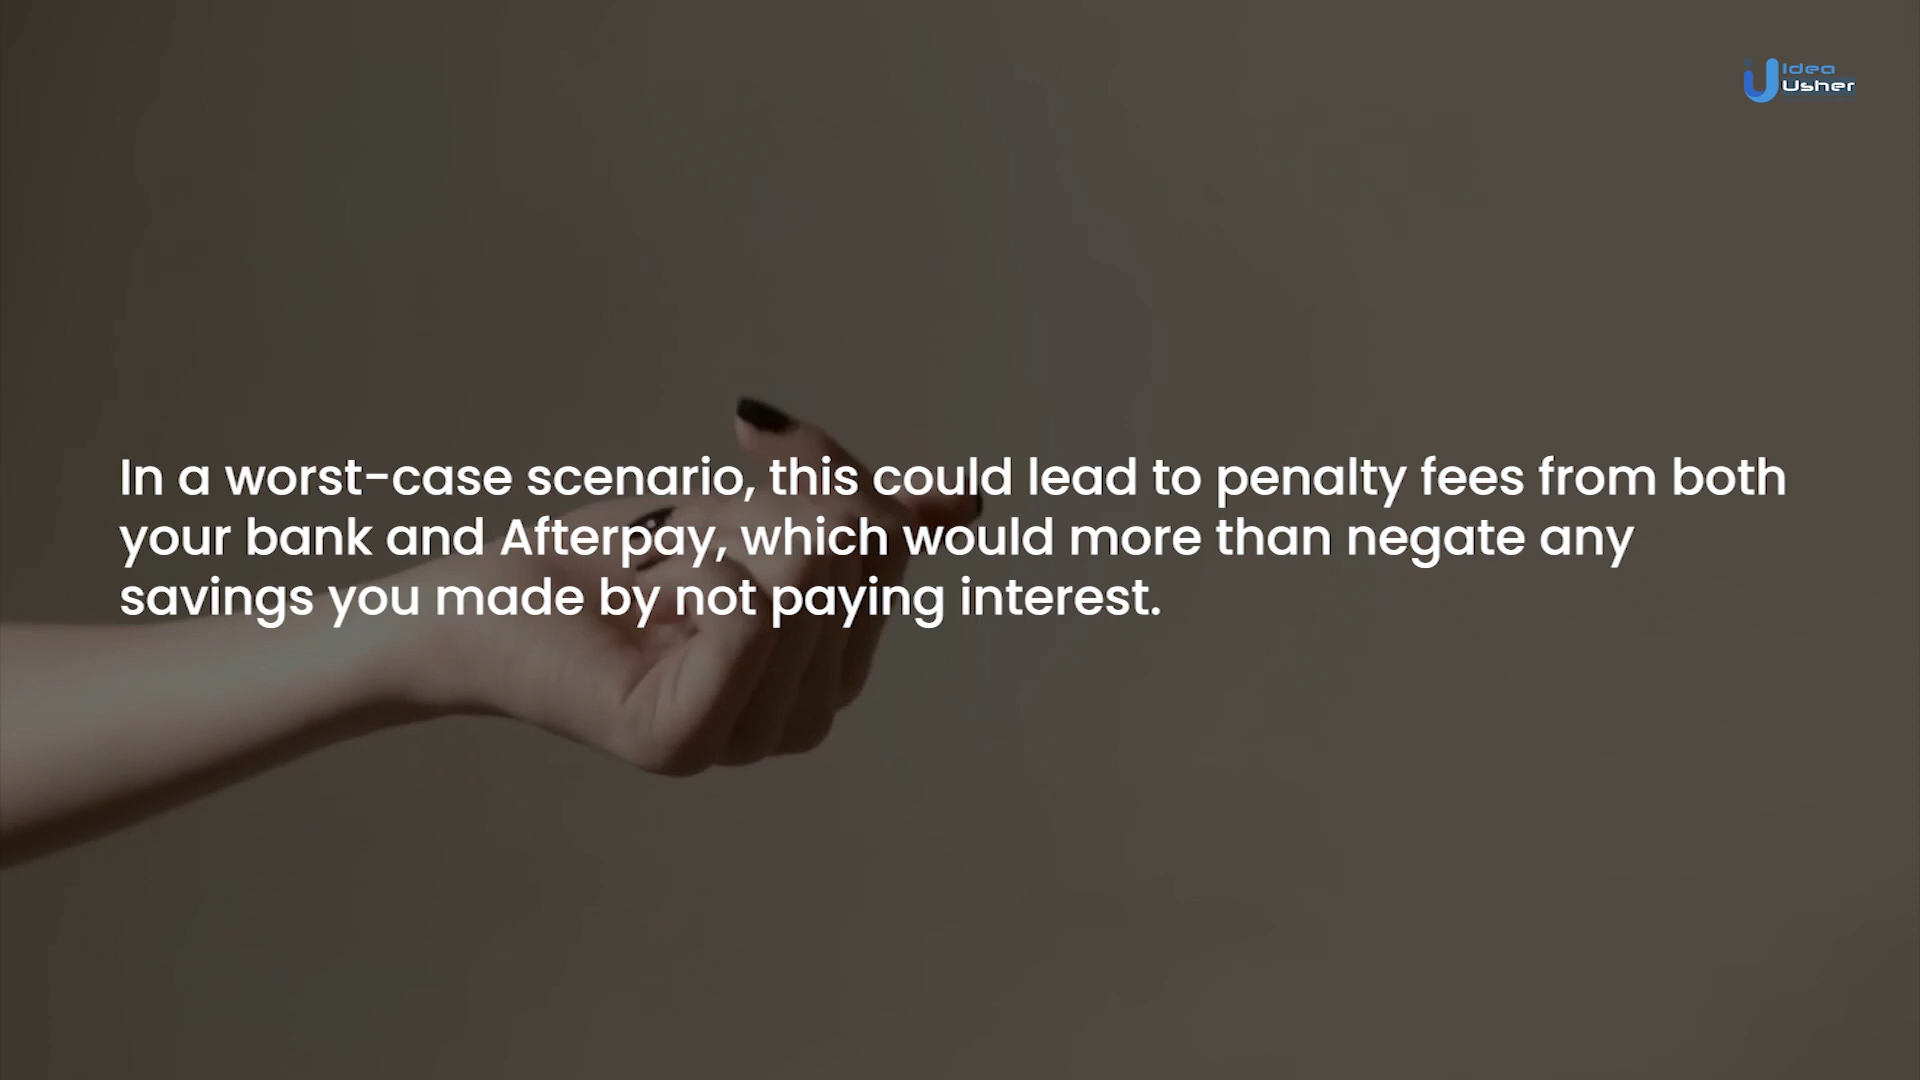 Idea
Usher
In a worst-case scenario, this could lead to penalty fees from both
your bank and Afterpay, which would more than negate any
savings you made by not paying interest.